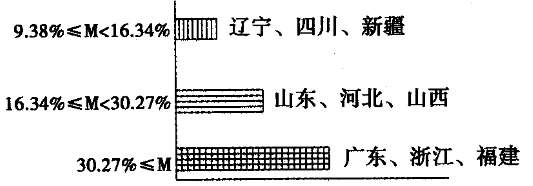 9.38%≤M<16.34% 辽宁、四川、新疆
16.34%≤M<30.27% 山东、河北、山西
30.27%≤M 广东、浙江、福建